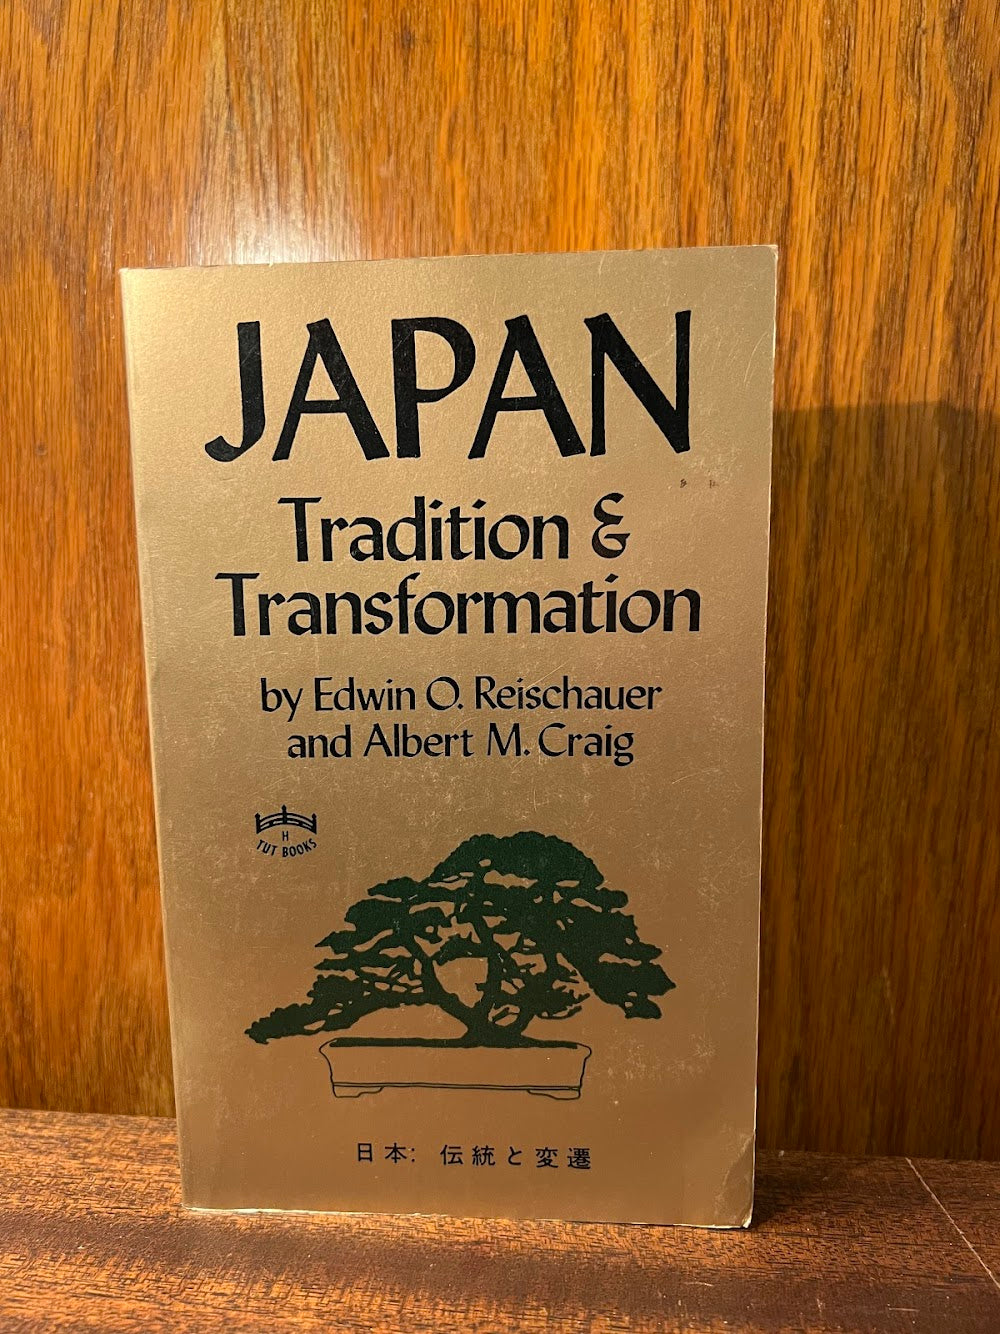 JAPAN
Tradition &
Transformation
by Edwin O. Reischauer
and Albert M. Craig
H
TUT BOOKS
日本: 伝統と変遷